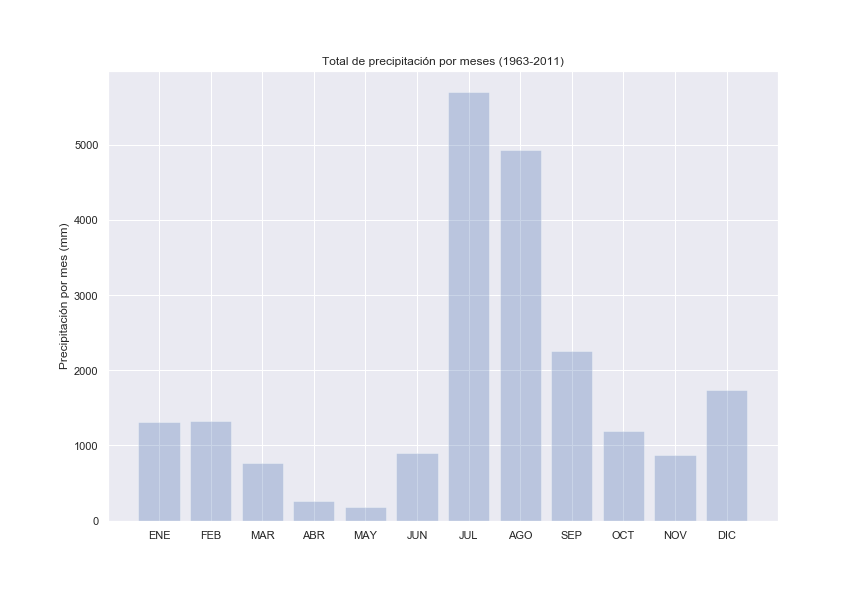 Total de precipitación por meses (1963-2011)
Precipitación por mes (mm)
5000
4000
3000
2000
1000
0
ENE FEB MAR ABR MAY JUN JUL AGO SEP OCT NOV DIC